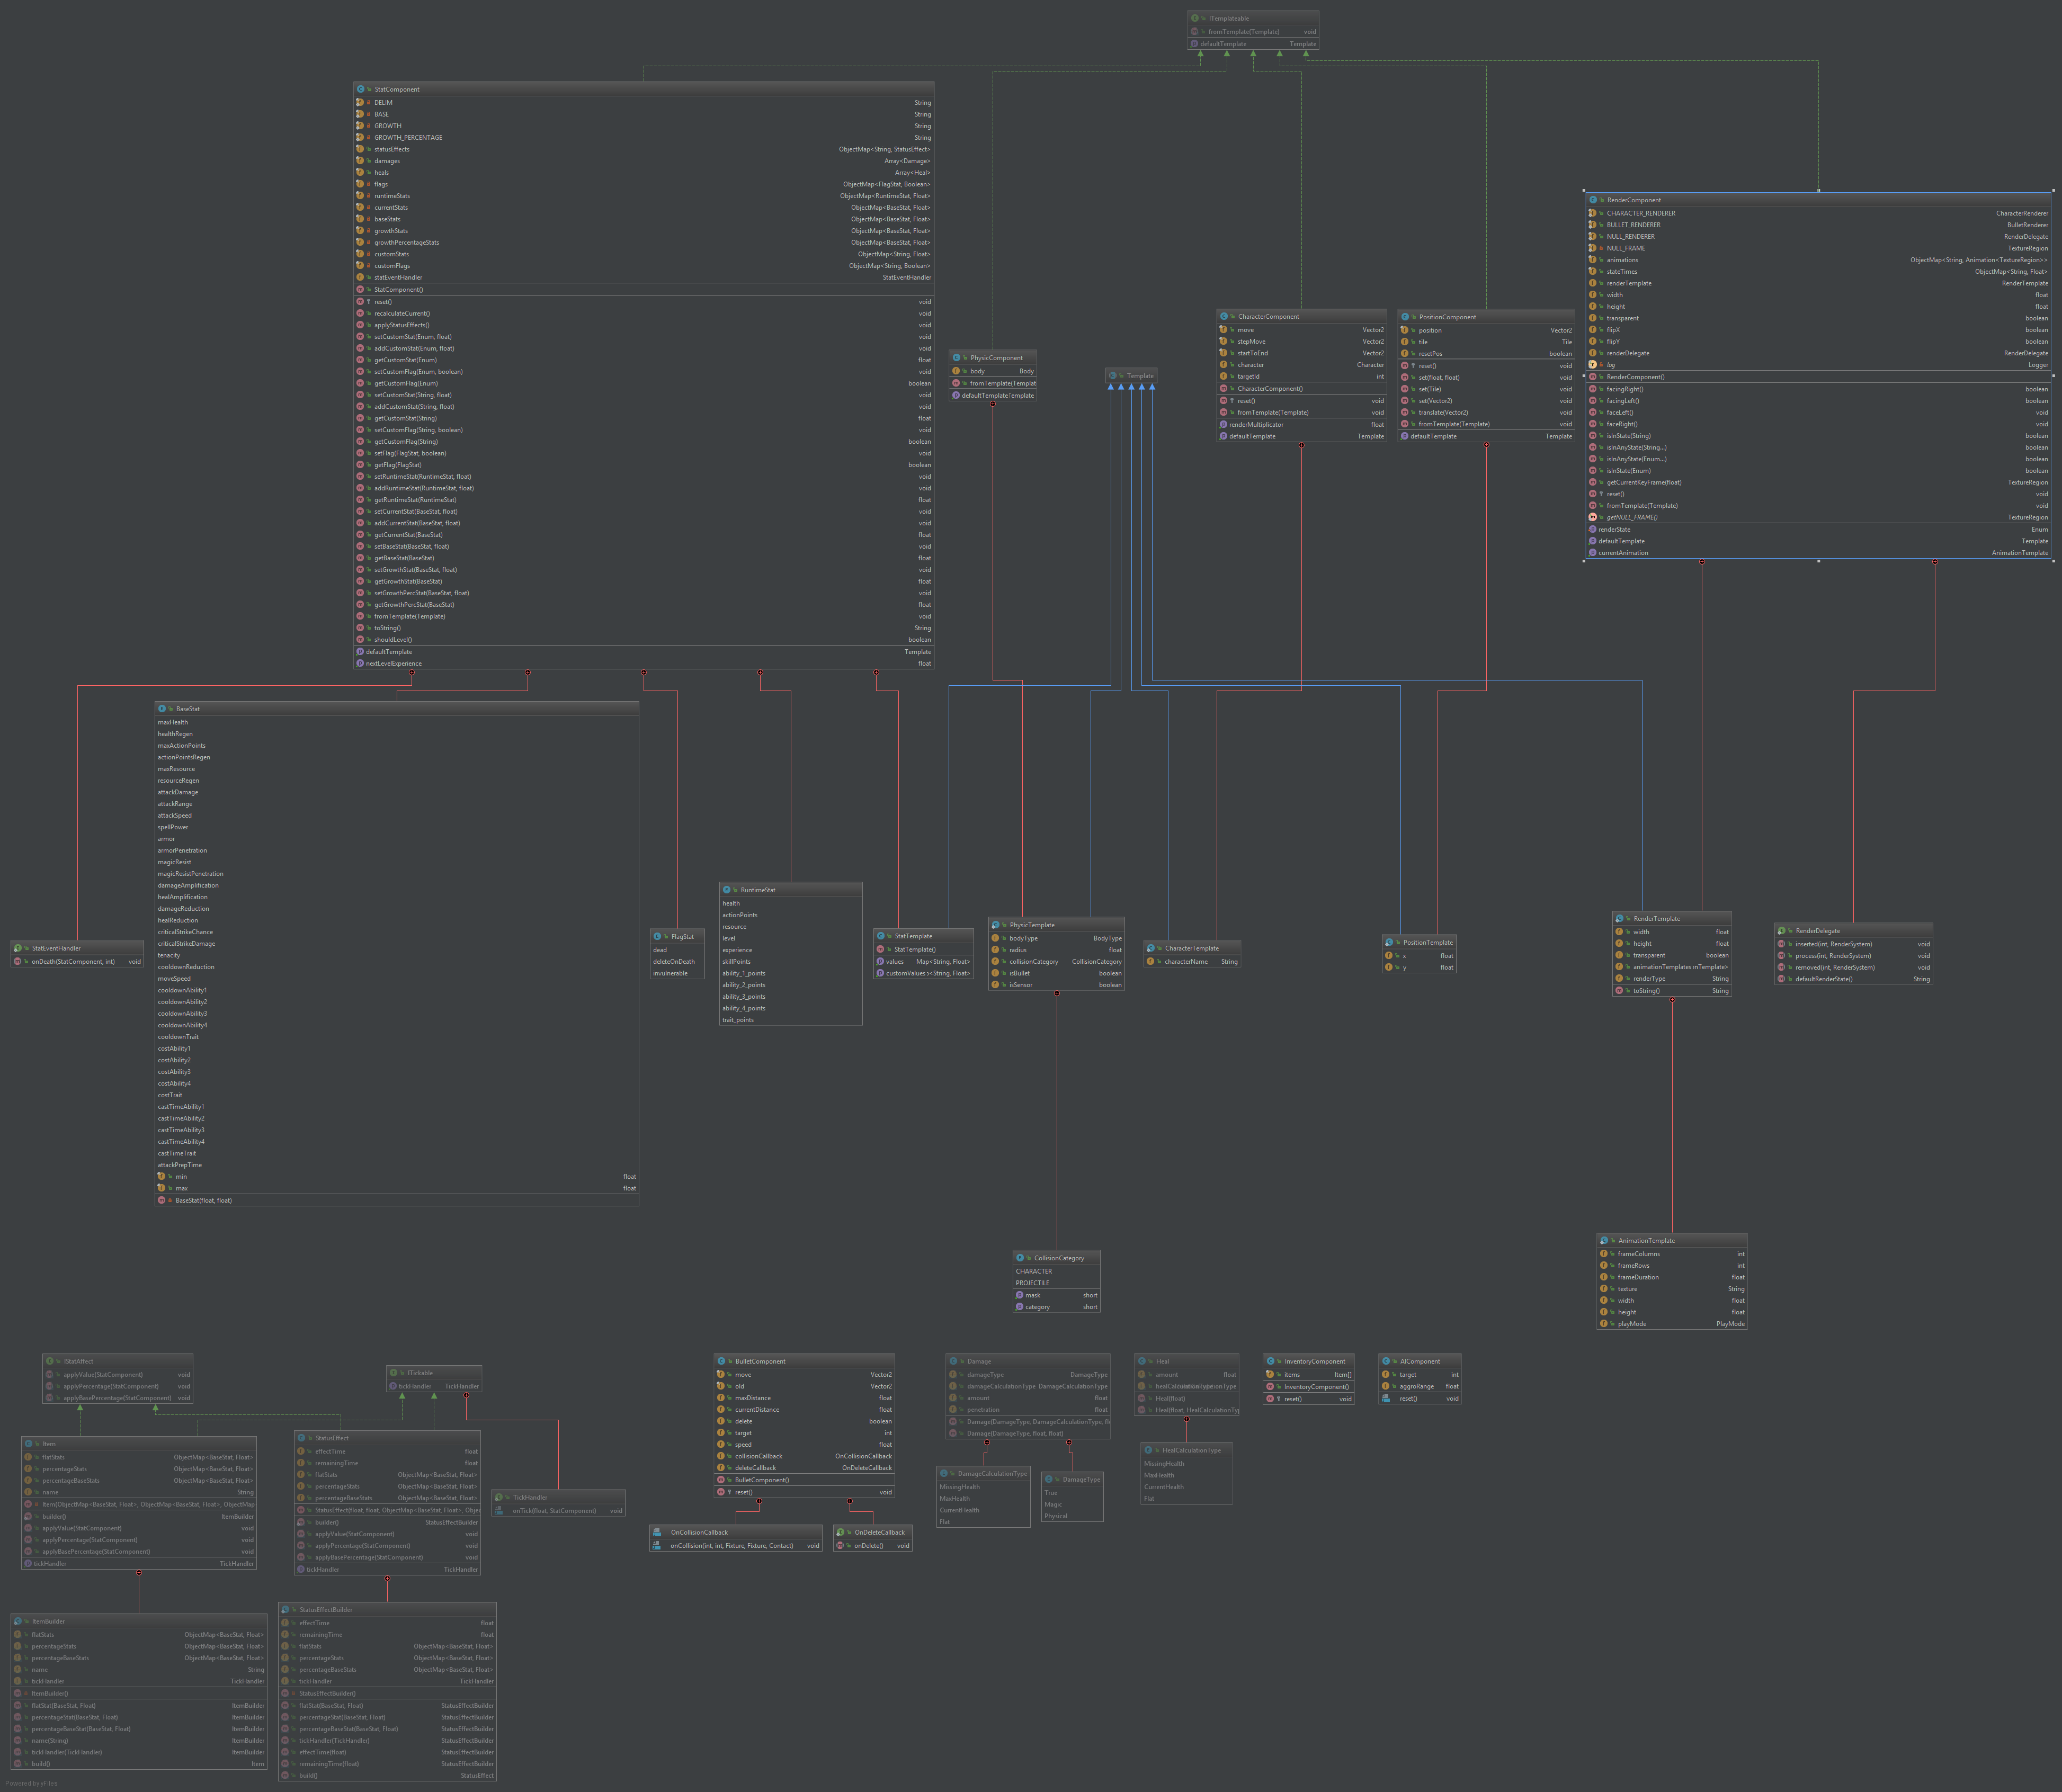 ITemplateable
fromTemplate(Template) void
defaultTemplate Template
StatComponent
DELIM String
BASE String
GROWTH String
GROWTH_PERCENTAGE String
statusEffects ObjectMap<String, StatusEffect>
damages Array<Damage>
heals Array<Heal>
flags ObjectMap<FlagStat, Boolean>
runtimeStats ObjectMap<RuntimeStat, Float>
currentStats ObjectMap<BaseStat, Float>
baseStats ObjectMap<BaseStat, Float>
growthStats ObjectMap<BaseStat, Float>
growthPercentageStats ObjectMap<BaseStat, Float>
customStats ObjectMap<String, Float>
customFlags ObjectMap<String, Boolean>
statEventHandler StatEventHandler
StatComponent()
reset() void
recalculateCurrent() void
applyStatusEffects() void
setCustomStat(Enum, float) void
addCustomStat(Enum, float) void
getCustomStat(Enum) float
setCustomFlag(Enum, boolean) void
getCustomFlag(Enum) boolean
setCustomStat(String, float) void
addCustomStat(String, float) void
getCustomStat(String) float
setCustomFlag(String, boolean) void
getCustomFlag(String) boolean
setFlag(FlagStat, boolean) void
getFlag(FlagStat) boolean
setRuntimeStat(RuntimeStat, float) void
addRuntimeStat(RuntimeStat, float) void
getRuntimeStat(RuntimeStat) float
setCurrentStat(BaseStat, float) void
addCurrentStat(BaseStat, float) void
getCurrentStat(BaseStat) float
setBaseStat(BaseStat, float) void
getBaseStat(BaseStat) float
setGrowthStat(BaseStat, float) void
getGrowthStat(BaseStat) float
setGrowthPercStat(BaseStat, float) void
getGrowthPercStat(BaseStat) float
fromTemplate(Template) void
toString() String
shouldLevel() boolean
defaultTemplate Template
nextLevelExperience float
RenderComponent
CHARACTER_RENDERER CharacterRenderer
BULLET_RENDERER BulletRenderer
NULL_RENDERER RenderDelegate
NULL_FRAME TextureRegion
animations ObjectMap<String, Animation<TextureRegion>>
stateTimes ObjectMap<String, Float>
renderTemplate RenderTemplate
width float
height float
transparent boolean
flipX boolean
flipY boolean
renderDelegate RenderDelegate
log Logger
RenderComponent()
facingRight() boolean
facingLeft() boolean
faceLeft() void
faceRight() void
isInState(String) boolean
isInAnyState(String...) boolean
isInAnyState(Enum...) boolean
isInState(Enum) boolean
getCurrentKeyFrame(float) TextureRegion
reset() void
fromTemplate(Template) void
getNULL_FRAME() TextureRegion
renderState Enum
defaultTemplate Template
currentAnimation AnimationTemplate
PhysicComponent
body Body
fromTemplate(Templat
defaultTemplate Template
Template
CharacterComponent
move Vector2
stepMove Vector2
startToEnd Vector2
character Character
targetId int
CharacterComponent()
reset() void
fromTemplate(Template) void
renderMultiplicator float
defaultTemplate Template
PositionComponent
position Vector2
tile Tile
resetPos boolean
reset() void
set(float, float) void
set(Tile) void
set(Vector2) void
translate(Vector2) void
fromTemplate(Template) void
defaultTemplate Template
BaseStat
maxHealth
healthRegen
maxActionPoints
actionPointsRegen
maxResource
resourceRegen
attackDamage
attackRange
attackSpeed
spellPower
armor
armorPenetration
magicResist
magicResistPenetration
damageAmplification
healAmplification
damageReduction
healReduction
criticalStrikeChance
criticalStrikeDamage
tenacity
cooldownReduction
moveSpeed
cooldownAbility1
cooldownAbility2
cooldownAbility3
cooldownAbility4
cooldownTrait
costAbility1
costAbility2
costAbility3
costAbility4
costTrait
castTimeAbility1
castTimeAbility2
castTimeAbility3
castTimeAbility4
castTimeTrait
attackPrepTime
min float
max float
BaseStat(float, float)
StatEventHandler
onDeath(StatComponent, int) void
FlagStat
dead
deleteOnDeath
invulnerable
RuntimeStat
health
actionPoints
resource
level
experience
skillPoints
ability_1_points
ability_2_points
ability_3_points
ability_4_points
trait_points
StatTemplate
StatTemplate()
values Map<String, Float>
customValues ><String, Float>
PhysicTemplate
bodyType BodyType
radius float
collisionCategory CollisionCategory
isBullet boolean
isSensor boolean
CharacterTemplate
characterName String
PositionTemplate
x float
y float
RenderTemplate
width float
height float
transparent boolean
animationTemplates inTemplate>
renderType String
toString() String
RenderDelegate
inserted(int, RenderSystem) void
process(int, RenderSystem) void
removed(int, RenderSystem) void
defaultRenderState() String
CollisionCategory
CHARACTER
PROJECTILE
mask short
category short
AnimationTemplate
frameColumns int
frameRows int
frameDuration float
texture String
width float
height float
playMode PlayMode
IStatAffect
applyValue(StatComponent) void
applyPercentage(StatComponent) void
applyBasePercentage(StatComponent) void
ITickable
tickHandler TickHandler
BulletComponent
move Vector2
old Vector2
maxDistance float
currentDistance float
delete boolean
target int
speed float
collisionCallback OnCollisionCallback
deleteCallback OnDeleteCallback
BulletComponent()
reset() void
Damage
damageType DamageType
damageCalculationType DamageCalculationType
amount float
penetration float
Damage(DamageType, DamageCalculationType, fl
Damage(DamageType, float, float)
Heal
amount float
Heal(float)
Heal(float, HealCalculationTy
InventoryComponent
items Item[]
InventoryComponent()
reset() void
AIComponent
target int
aggroRange float
reset() void
Item
flatStats ObjectMap<BaseStat, Float>
percentageStats ObjectMap<BaseStat, Float>
percentageBaseStats ObjectMap<BaseStat, Float>
name String
Item(ObjectMap<BaseStat, Float>, ObjectMap<BaseStat, Float>, ObjectMap
builder() ItemBuilder
applyValue(StatComponent) void
applyPercentage(StatComponent) void
applyBasePercentage(StatComponent) void
tickHandler TickHandler
StatusEffect
effectTime float
remainingTime float
flatStats ObjectMap<BaseStat, Float>
percentageStats ObjectMap<BaseStat, Float>
percentageBaseStats ObjectMap<BaseStat, Float>
StatusEffect(float, float, ObjectMap<BaseStat, Float>, Objec
builder() StatusEffectBuilder
applyValue(StatComponent) void
applyPercentage(StatComponent) void
applyBasePercentage(StatComponent) void
tickHandler TickHandler
TickHandler
onTick(float, StatComponent) void
OnCollisionCallback
onCollision(int, int, Fixture, Fixture, Contact) void
OnDeleteCallback
onDelete() void
DamageCalculationType
MissingHealth
MaxHealth
CurrentHealth
Flat
DamageType
True
Magic
Physical
HealCalculationType
MissingHealth
MaxHealth
CurrentHealth
Flat
ItemBuilder
flatStats ObjectMap<BaseStat, Float>
percentageStats ObjectMap<BaseStat, Float>
percentageBaseStats ObjectMap<BaseStat, Float>
name String
tickHandler TickHandler
ItemBuilder()
flatStat(BaseStat, Float) ItemBuilder
percentageStat(BaseStat, Float) ItemBuilder
percentageBaseStat(BaseStat, Float) ItemBuilder
name(String) ItemBuilder
tickHandler(TickHandler) ItemBuilder
build() Item
StatusEffectBuilder
effectTime float
remainingTime float
flatStats ObjectMap<BaseStat, Float>
percentageStats ObjectMap<BaseStat, Float>
percentageBaseStats ObjectMap<BaseStat, Float>
tickHandler TickHandler
StatusEffectBuilder()
flatStat(BaseStat, Float) StatusEffectBuilder
percentageStat(BaseStat, Float) StatusEffectBuilder
percentageBaseStat(BaseStat, Float) StatusEffectBuilder
tickHandler(TickHandler) StatusEffectBuilder
effectTime(float) StatusEffectBuilder
remainingTime(float) StatusEffectBuilder
build() StatusEffect
Powered by yFiles